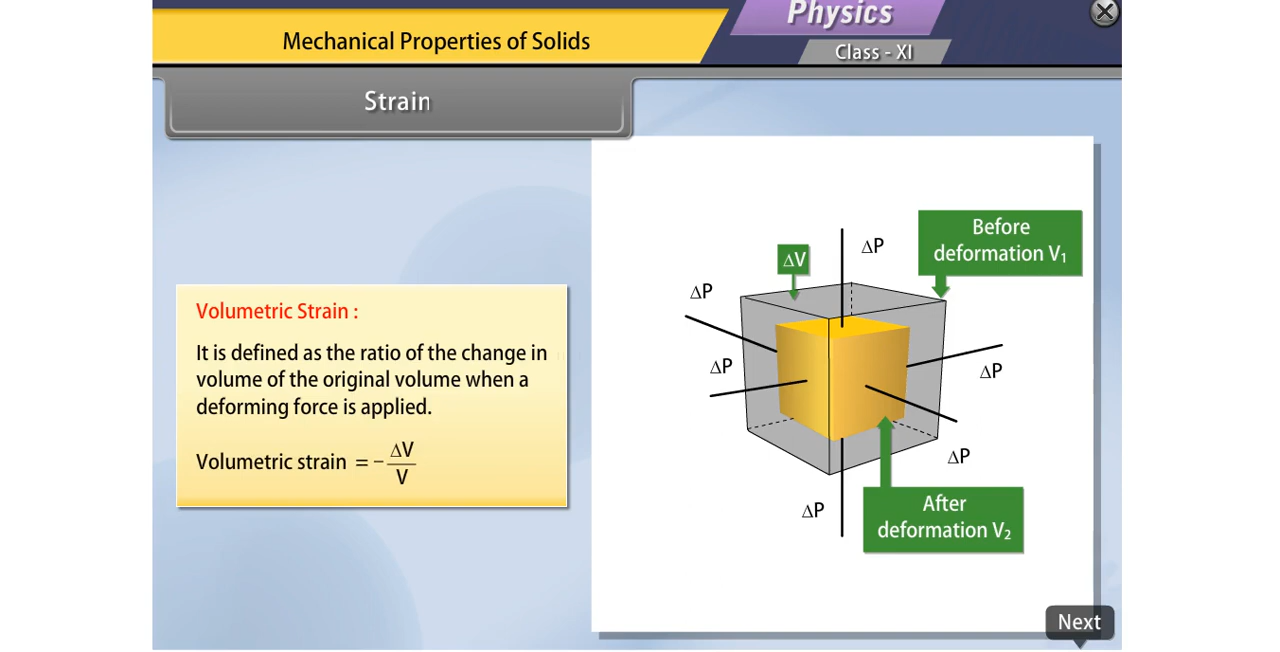 Physics
Mechanical Properties of Solids
Class - XI
Strain
Before
deformation V₁
ΔP
ΔV
ΔP
ΔP
ΔP
ΔP
ΔP
After
deformation V₂
Volumetric Strain :
It is defined as the ratio of the change in
volume of the original volume when a
deforming force is applied.
Volumetric strain = - ΔV/V
Next